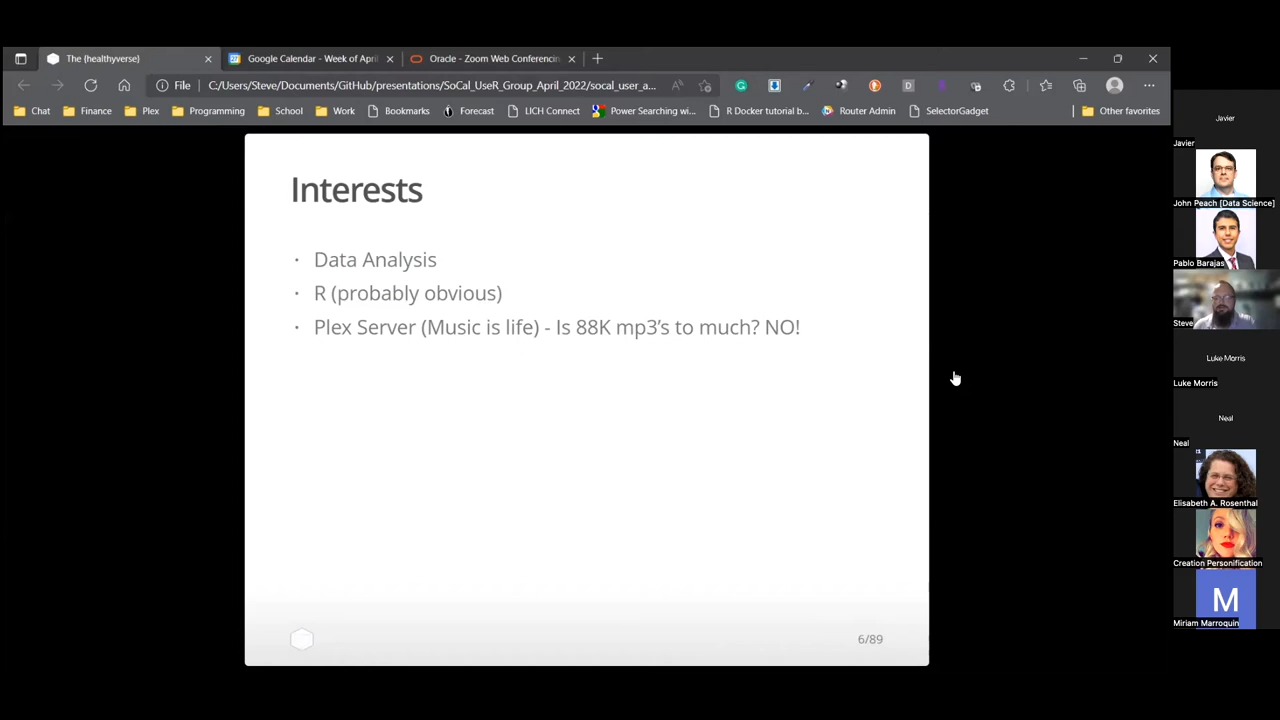 The {healthyverse}
Google Calendar - Week of April
Oracle - Zoom Web Conferencin
File
C:/Users/Steve/Documents/GitHub/presentations/SoCal_UseR_Group_April_2022/socal_user_a...
Chat
Finance
Plex
Programming
School
Work
Bookmarks
Forecast
LICH Connect
Power Searching wi...
R Docker tutorial b...
Router Admin
SelectorGadget
Other favorites
Interests
· Data Analysis
· R (probably obvious)
· Plex Server (Music is life) - Is 88K mp3's to much? NO!
6/89
Javier
Javier
John Peach [Data Science]
Pablo Barajas
Steve
Luke Morris
Luke Morris
Neal
Neal
Elisabeth A. Rosenthal
Creation Personification
M
Miriam Marroquin